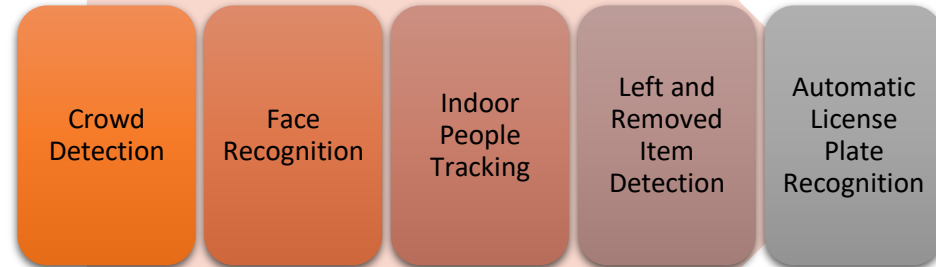 Crowd
Detection
Face
Recognition
Indoor
People
Tracking
Left and
Removed
Item
Detection
Automatic
License
Plate
Recognition